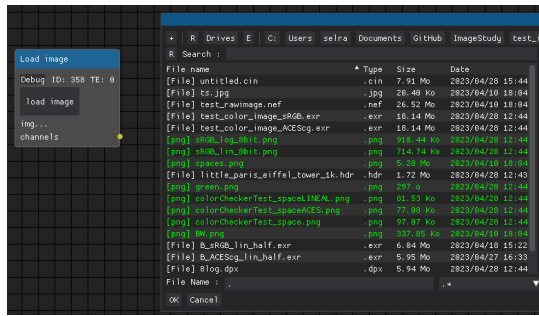 Load image
Debug ID: 358 TE: 0
load image
img...
channels
+ R Drives E C: Users selra Documents GitHub ImageStudy
R Search :
File name Type Size Date
[File] untitled.cin .cin 7.91 Mo 2023/04/28 15:44
[File] ts.jpg .jpg 20.40 Ko 2023/04/10 18:04
[File] test_rawimage.nef .nef 26.52 Mo 2023/04/10 18:04
[File] test_color_image_sRGB.exr .exr 18.14 Mo 2023/04/28 12:44
[File] test_color_image_ACEScg.exr .exr 18.14 Mo 2023/04/28 12:44
[png] sRGB_log_8bit.png .png 910.44 Ko 2023/04/28 12:44
[png] sRGB_lin_8bit.png .png 714.74 Ko 2023/04/28 12:44
[png] spaces.png .png 5.20 Mo 2023/04/10 18:04
[File] little_paris_eiffel_tower_1k.hdr .hdr 1.72 Mo 2023/04/28 12:43
[png] green.png .png 297 o 2023/04/28 12:44
[png] colorCheckerTest_spaceLINEAL.png .png 81.53 Ko 2023/04/28 12:44
[png] colorCheckerTest_spaceACES.png .png 77.08 Ko 2023/04/28 12:44
[png] colorCheckerTest_space.png .png 97.87 Ko 2023/04/28 12:44
[png] BW.png .png 337.85 Ko 2023/04/10 18:04
[File] B_sRGB_lin_half.exr .exr 6.04 Mo 2023/04/18 15:22
[File] B_ACEScg_lin_half.exr .exr 5.95 Mo 2023/04/27 16:33
[File] 8log.dpx .dpx 5.94 Mo 2023/04/28 12:44
File Name : . .*
OK Cancel